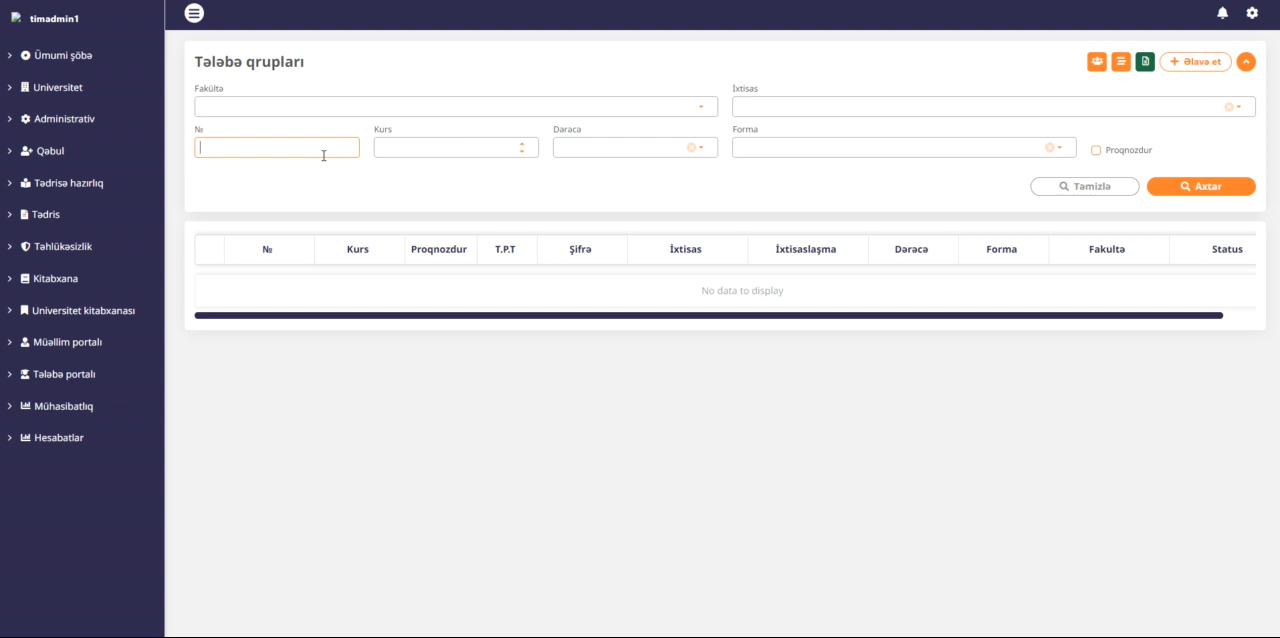 timadmin1
Ümumi şöbə
Universitet
Administrativ
Qəbul
Tədrisə hazırlıq
Tədris
Təhlükəsizlik
Kitabxana
Universitet kitabxanası
Müəllim portalı
Tələbə portalı
Mühasibatlıq
Hesabatlar
Tələbə qrupları
+ Əlavə et
Fakültə
İxtisas
№
Kurs
Dərəcə
Forma
Proqnozdur
Təmizlə
Axtar
№ Kurs Proqnozdur T.P.T Şifrə İxtisas İxtisaslaşma Dərəcə Forma Fakultə Status
No data to display